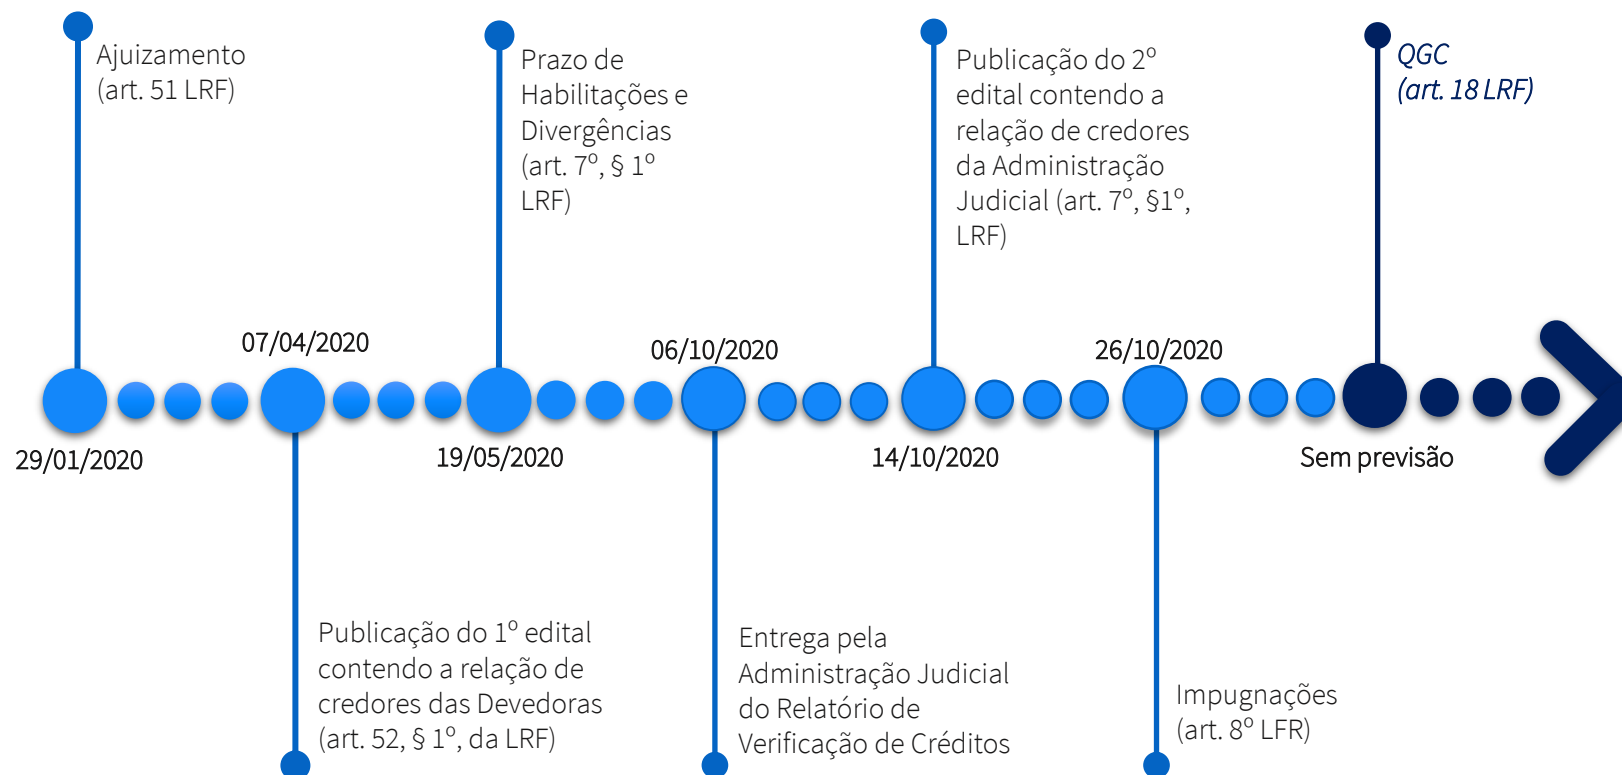 Ajuizamento
(art. 51 LRF)
29/01/2020
07/04/2020
Publicação do 1º edital
contendo a relação de
credores das Devedoras
(art. 52, § 1º, da LRF)
Prazo de
Habilitações e
Divergências
(art. 7º, § 1º
LRF)
19/05/2020
06/10/2020
Entrega pela
Administração Judicial
do Relatório de
Verificação de Créditos
Publicação do 2º
edital contendo a
relação de credores
da Administração
Judicial (art. 7º, §1º,
LRF)
14/10/2020
26/10/2020
Impugnações
(art. 8º LFR)
QGC
(art. 18 LRF)
Sem previsão